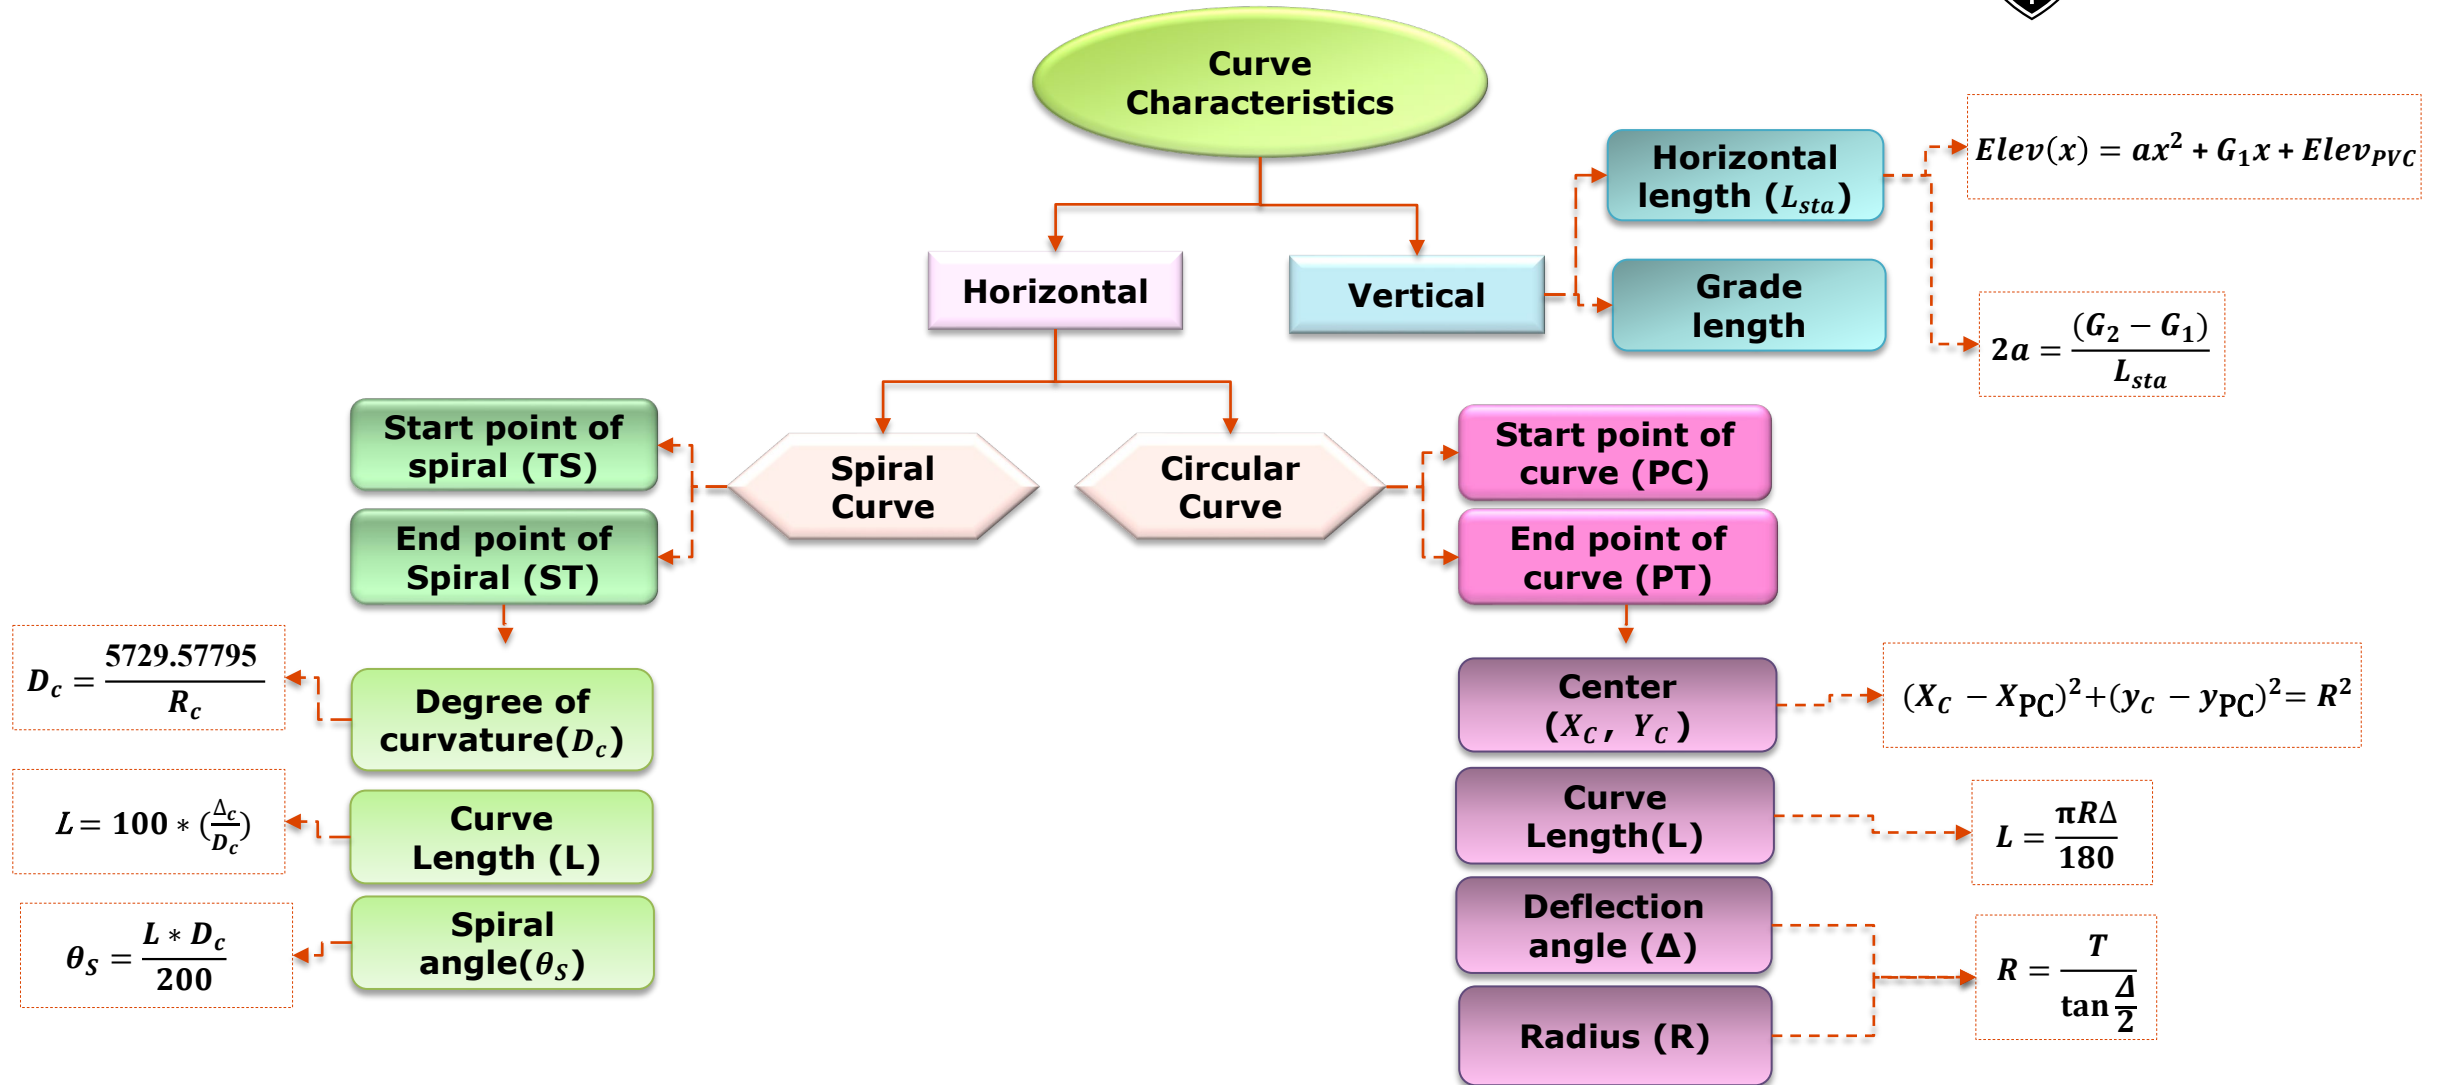 Curve
Characteristics
Horizontal
Vertical
Horizontal
length (L_sta)
Grade
length
Elev(x) = ax² + G₁x + Elev_PVC
2a = (G₂ − G₁) / L_sta
Spiral
Curve
Circular
Curve
Start point of
spiral (TS)
End point of
Spiral (ST)
Degree of
curvature(D_c)
Curve
Length (L)
Spiral
angle(θ_S)
D_c = 5729.57795 / R_c
L = 100 * (Δ_c / D_c)
θ_S = L * D_c / 200
Start point of
curve (PC)
End point of
curve (PT)
Center
(X_C, Y_C)
Curve
Length(L)
Deflection
angle (Δ)
Radius (R)
(X_C − X_PC)²+(y_C − y_PC)²= R²
L = πRΔ / 180
R = T / tan Δ/2